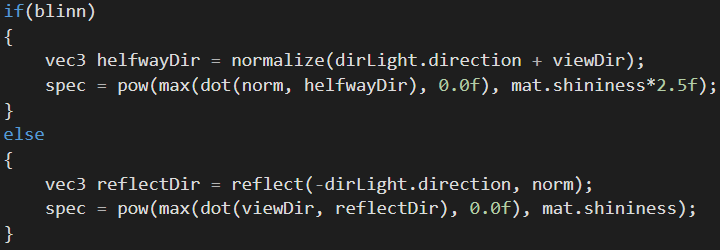 if(blinn)
{
    vec3 helfwayDir = normalize(dirLight.direction + viewDir);
    spec = pow(max(dot(norm, helfwayDir), 0.0f), mat.shininess*2.5f);
}
else
{
    vec3 reflectDir = reflect(-dirLight.direction, norm);
    spec = pow(max(dot(viewDir, reflectDir), 0.0f), mat.shininess);
}